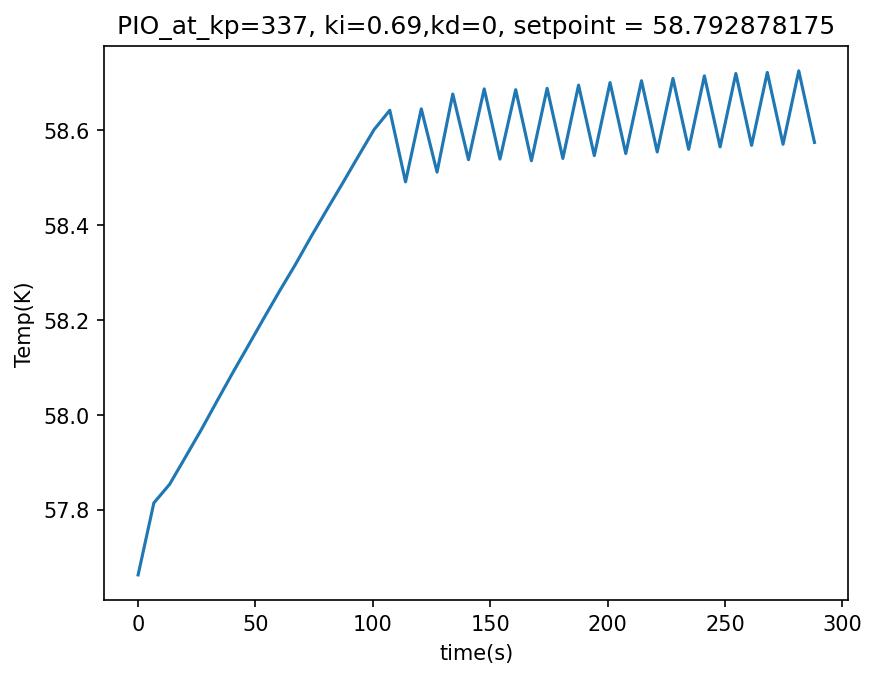 PIO_at_kp=337, ki=0.69,kd=0, setpoint = 58.792878175
58.6
58.4
58.2
58.0
57.8
Temp(K)
0 50 100 150 200 250 300
time(s)